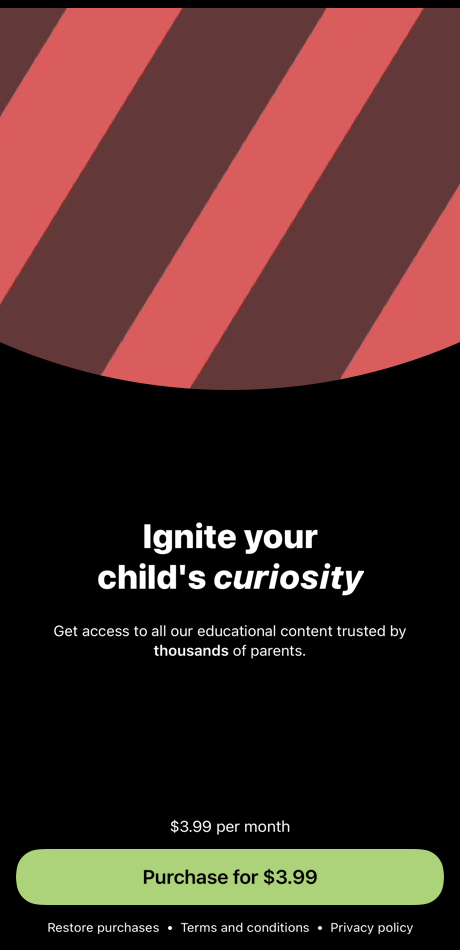 Ignite your
child's curiosity
Get access to all our educational content trusted by
thousands of parents.
$3.99 per month
Purchase for $3.99
Restore purchases • Terms and conditions • Privacy policy